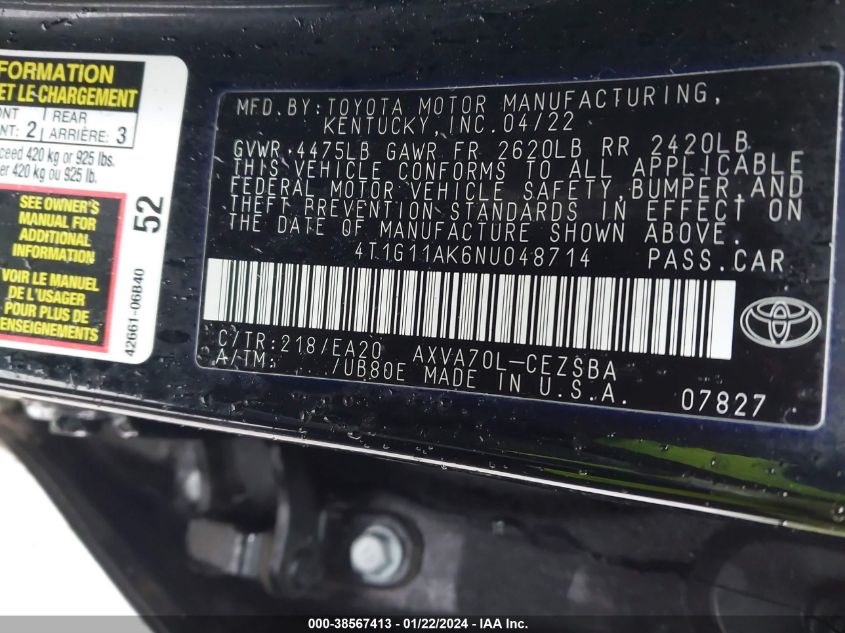 FORMATION
ET LE CHARGEMENT
REAR
NT: 2 ARRIÈRE: 3
ceed 420 kg or 925 lbs.
er 420 kg ou 925 lb.
SEE OWNER'S
MANUAL FOR
ADDITIONAL
INFORMATION
VOIR LE MANUEL
DE L'USAGER
POUR PLUS DE
RENSEIGNEMENTS
52
42661-06B40
MFD. BY: TOYOTA MOTOR MANUFACTURING,
KENTUCKY, INC. 04/22
GVWR 4475LB GAWR FR 2620LB RR 2420LB
THIS VEHICLE CONFORMS TO ALL APPLICABLE
FEDERAL MOTOR VEHICLE SAFETY, BUMPER, AND
THEFT PREVENTION STANDARDS IN EFFECT ON
THE DATE OF MANUFACTURE SHOWN ABOVE.
4T1G11AK6NU048714 PASS. CAR
C/TR: 218/EA20 AXVA70L-CEZSBA
A/TM: /UB80E MADE IN U.S.A.
07827
000-38567413 - 01/22/2024 - IAA Inc.